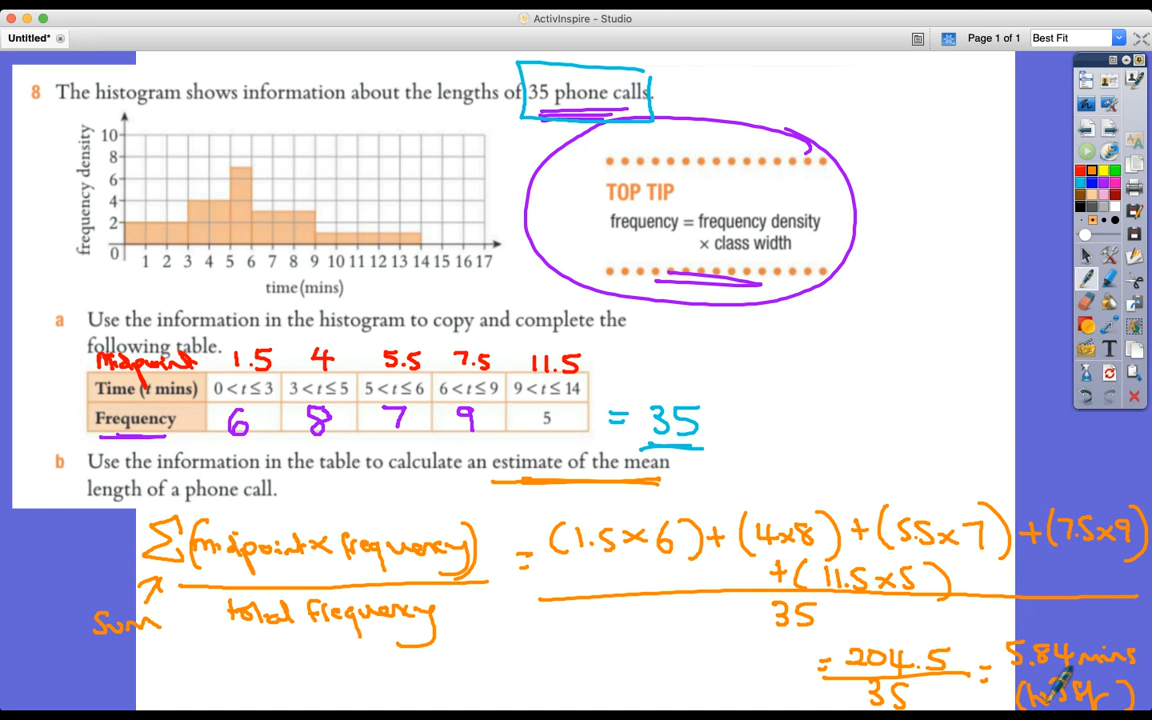 ActivInspire - Studio
Untitled*
Page 1 of 1
Best Fit
8 The histogram shows information about the lengths of 35 phone calls.
frequency density
10
8
6
4
2
0
1 2 3 4 5 6 7 8 9 10 11 12 13 14 15 16 17
time (mins)
TOP TIP
frequency = frequency density
× class width
a Use the information in the histogram to copy and complete the
following table.
Midpoint 1.5 4 5.5 7.5 11.5
Time (t mins) 0 < t ≤ 3 3 < t ≤ 5 5 < t ≤ 6 6 < t ≤ 9 9 < t ≤ 14
Frequency 6 8 7 9 5 = 35
b Use the information in the table to calculate an estimate of the mean
length of a phone call.
∑(midpoint × frequency) = (1.5 × 6) + (4×8) + (5.5 × 7) + (7.5×9)
+ (11.5 × 5)
total frequency
35
Sum
= 204.5 = 5.84 mins
35